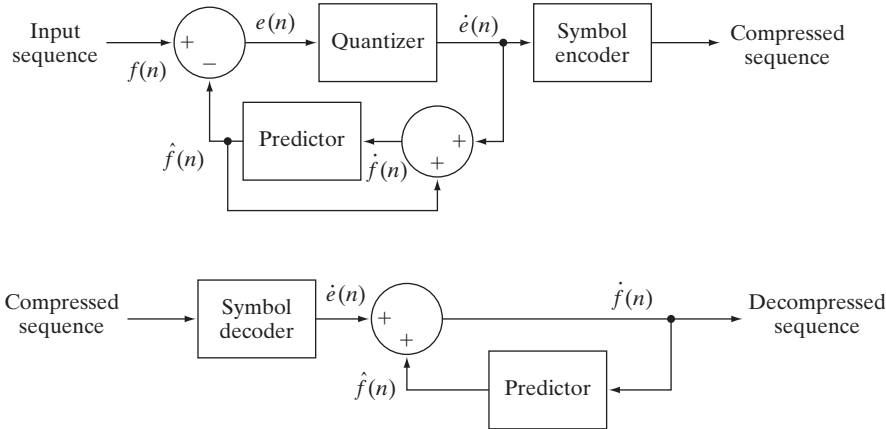 Input
sequence
f(n)
+
−
e(n)
Quantizer
ė(n)
Symbol
encoder
Compressed
sequence
f̂(n)
Predictor
ḟ(n)
+
+
Compressed
sequence
Symbol
decoder
ė(n)
+
+
ḟ(n)
Decompressed
sequence
f̂(n)
Predictor